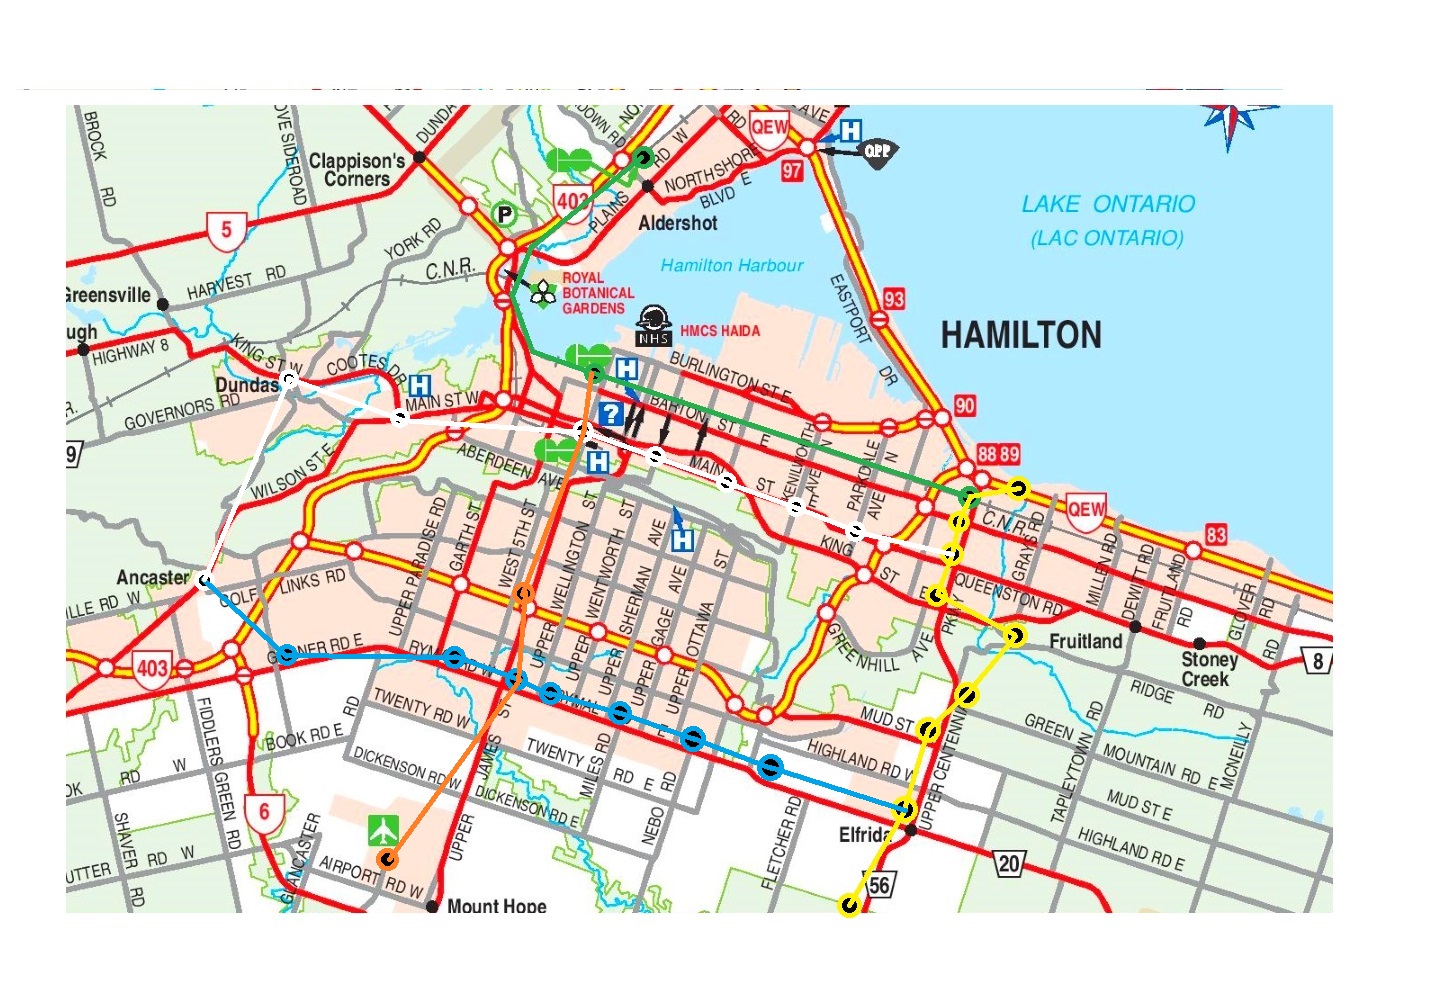 BROCK RD
OVE SIDEROAD
DUNDA
DOWN RD
NO
RD W
AVE
QEW
H
OPP
97
Clappison's
Corners
NORTHSHORE
BLVD E
403
PLAINS
RD
P
Aldershot
LAKE ONTARIO
(LAC ONTARIO)
5
YORK RD
C.N.R.
HARVEST RD
Hamilton Harbour
Greensville
ROYAL
BOTANICAL
GARDENS
EASTPORT DR
93
ugh
HIGHWAY 8
NHS
HMCS HAIDA
HAMILTON
KING ST W
COOTES DR
Dundas
H
H
BURLINGTON ST E
R.
GOVERNORS RD
MAIN ST W
?
BARTON ST E
90
9
WILSON ST E
ABERDEEN AVE
H
MAIN ST E
KENILWORTH AVE N
PARKDALE AVE N
88 89
KING ST E
C.N.R.
QEW
83
H
GRAYS RD
Ancaster
LINKS RD
GOLF
UPPER PARADISE RD
GARTH ST
WEST 5TH ST
UPPER WELLINGTON ST
UPPER WENTWORTH ST
UPPER SHERMAN AVE
UPPER GAGE AVE
UPPER OTTAWA ST
QUEENSTON RD
MILLEN RD
DEWITT RD
FRUITLAND RD
GLOVER RD
ILLE RD W
GREENHILL AVE
PKWY
Fruitland
Stoney
Creek
8
403
GARNER RD E
RYMAL RD W
RYMAL
E
RIDGE RD
FIDDLERS GREEN RD
TWENTY RD W
MUD ST
UPPER CENTENNIAL
GREEN MOUNTAIN RD E
TAPLEYTOWN RD
MCNEILLY
RD
BOOK RD E
RD W
TWENTY RD E
HIGHLAND RD W
DICKENSON RD W
DICKENSON RD E
UPPER JAMES ST
MILES RD
NEBO RD
MUD ST E
6
SHAVER RD
Elfrida
FLETCHER RD
HIGHLAND RD E
20
GLANCASTER
AIRPORT RD W
UTTER RD W
56
Mount Hope